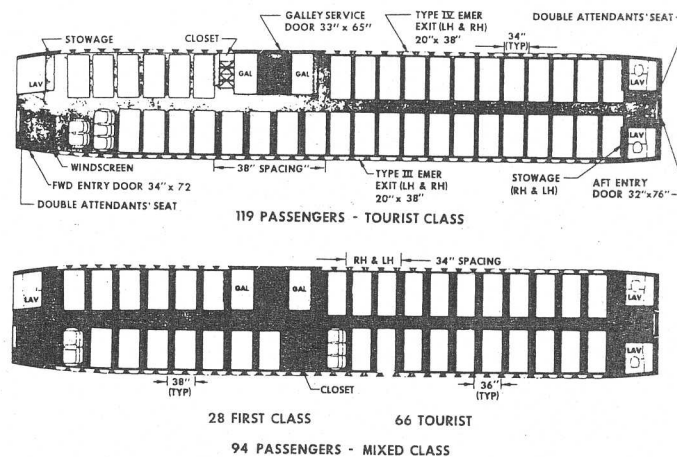 GALLEY SERVICE
DOOR 33" x 65"
TYPE IV EMER
EXIT (LH & RH)
20" x 38"
34"
(TYP)
DOUBLE ATTENDANTS' SEAT
STOWAGE
CLOSET
LAV
GAL
GAL
LAV
LAV
WINDSCREEN
FWD ENTRY DOOR 34" x 72
DOUBLE ATTENDANTS' SEAT
38" SPACING"
TYPE III EMER
EXIT (LH & RH)
20" x 38"
STOWAGE
(RH & LH)
AFT ENTRY
DOOR 32"x76"
119 PASSENGERS - TOURIST CLASS
RH & LH
34" SPACING
LAV
GAL
GAL
LAV
LAV
38"
(TYP)
CLOSET
36"
(TYP)
28 FIRST CLASS
66 TOURIST
94 PASSENGERS - MIXED CLASS